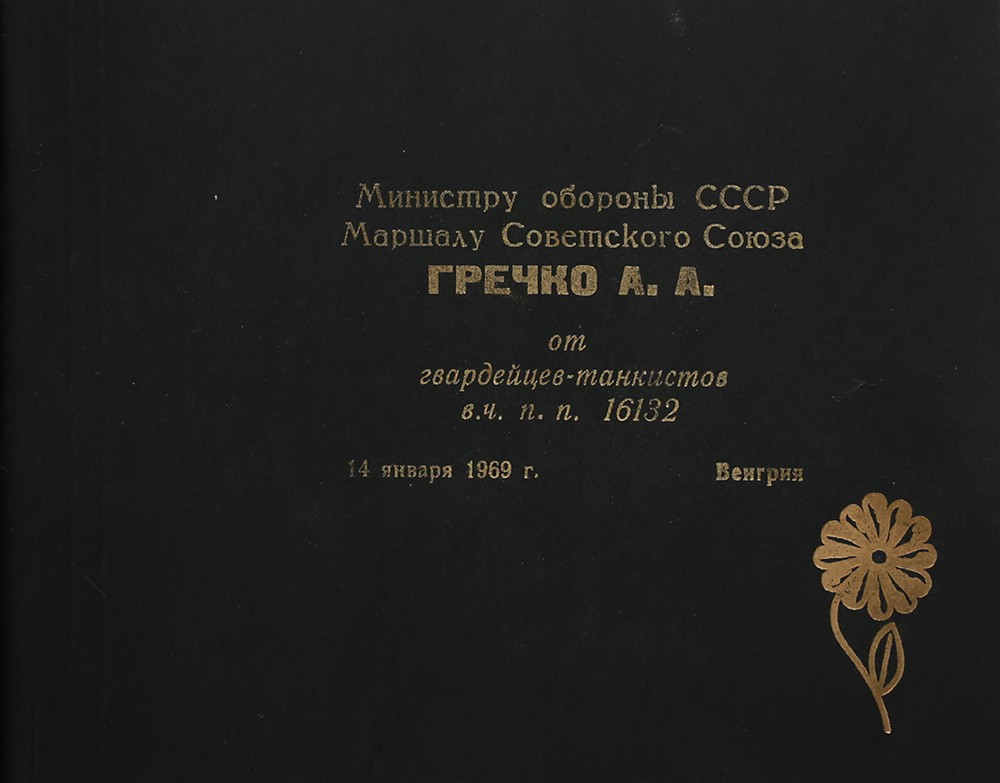 Министру обороны СССР
Маршалу Советского Союза
ГРЕЧКО А. А.
от
гвардейцев-танкистов
в.ч. п. п. 16132
14 января 1969 г. Венгрия